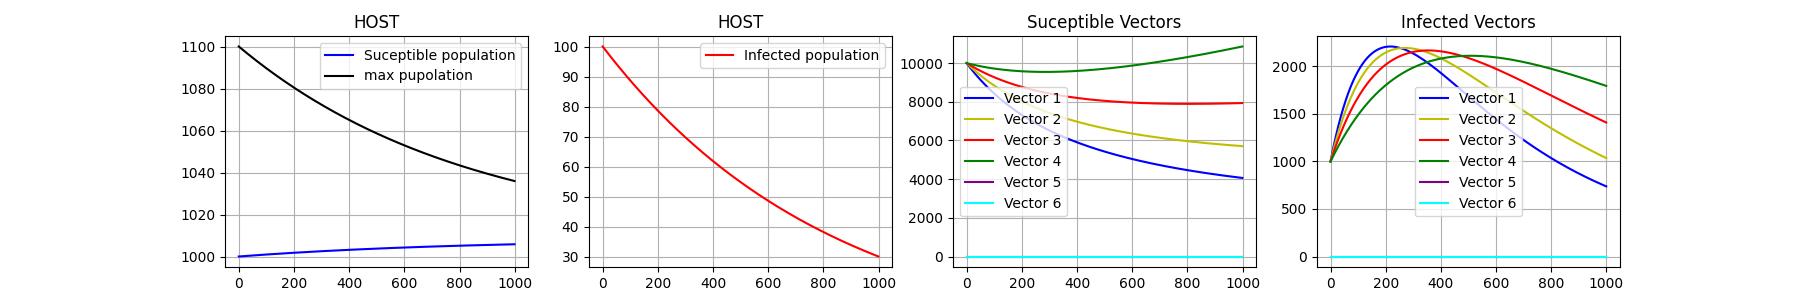 HOST
1100
1080
1060
1040
1020
1000
Suceptible population
max pupolation
0 200 400 600 800 1000
HOST
100
90
80
70
60
50
40
30
Infected population
0 200 400 600 800 1000
Suceptible Vectors
10000
8000
6000
4000
2000
0
Vector 1
Vector 2
Vector 3
Vector 4
Vector 5
Vector 6
0 200 400 600 800 1000
Infected Vectors
2000
1500
1000
500
0
Vector 1
Vector 2
Vector 3
Vector 4
Vector 5
Vector 6
0 200 400 600 800 1000